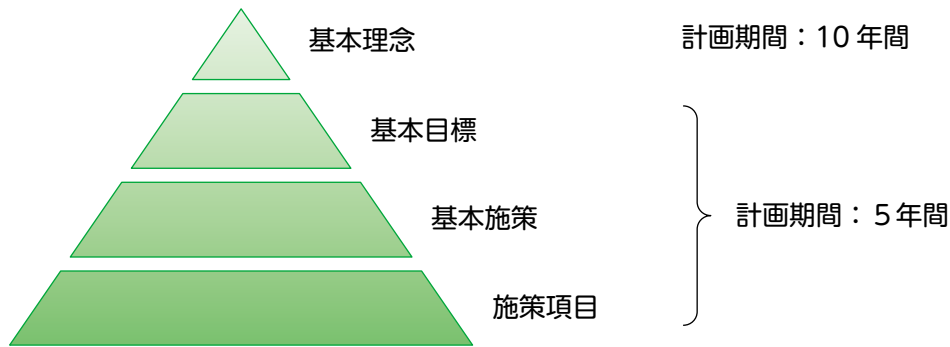 基本理念
計画期間：10 年間
基本目標
基本施策
計画期間： 5 年間
施策項目